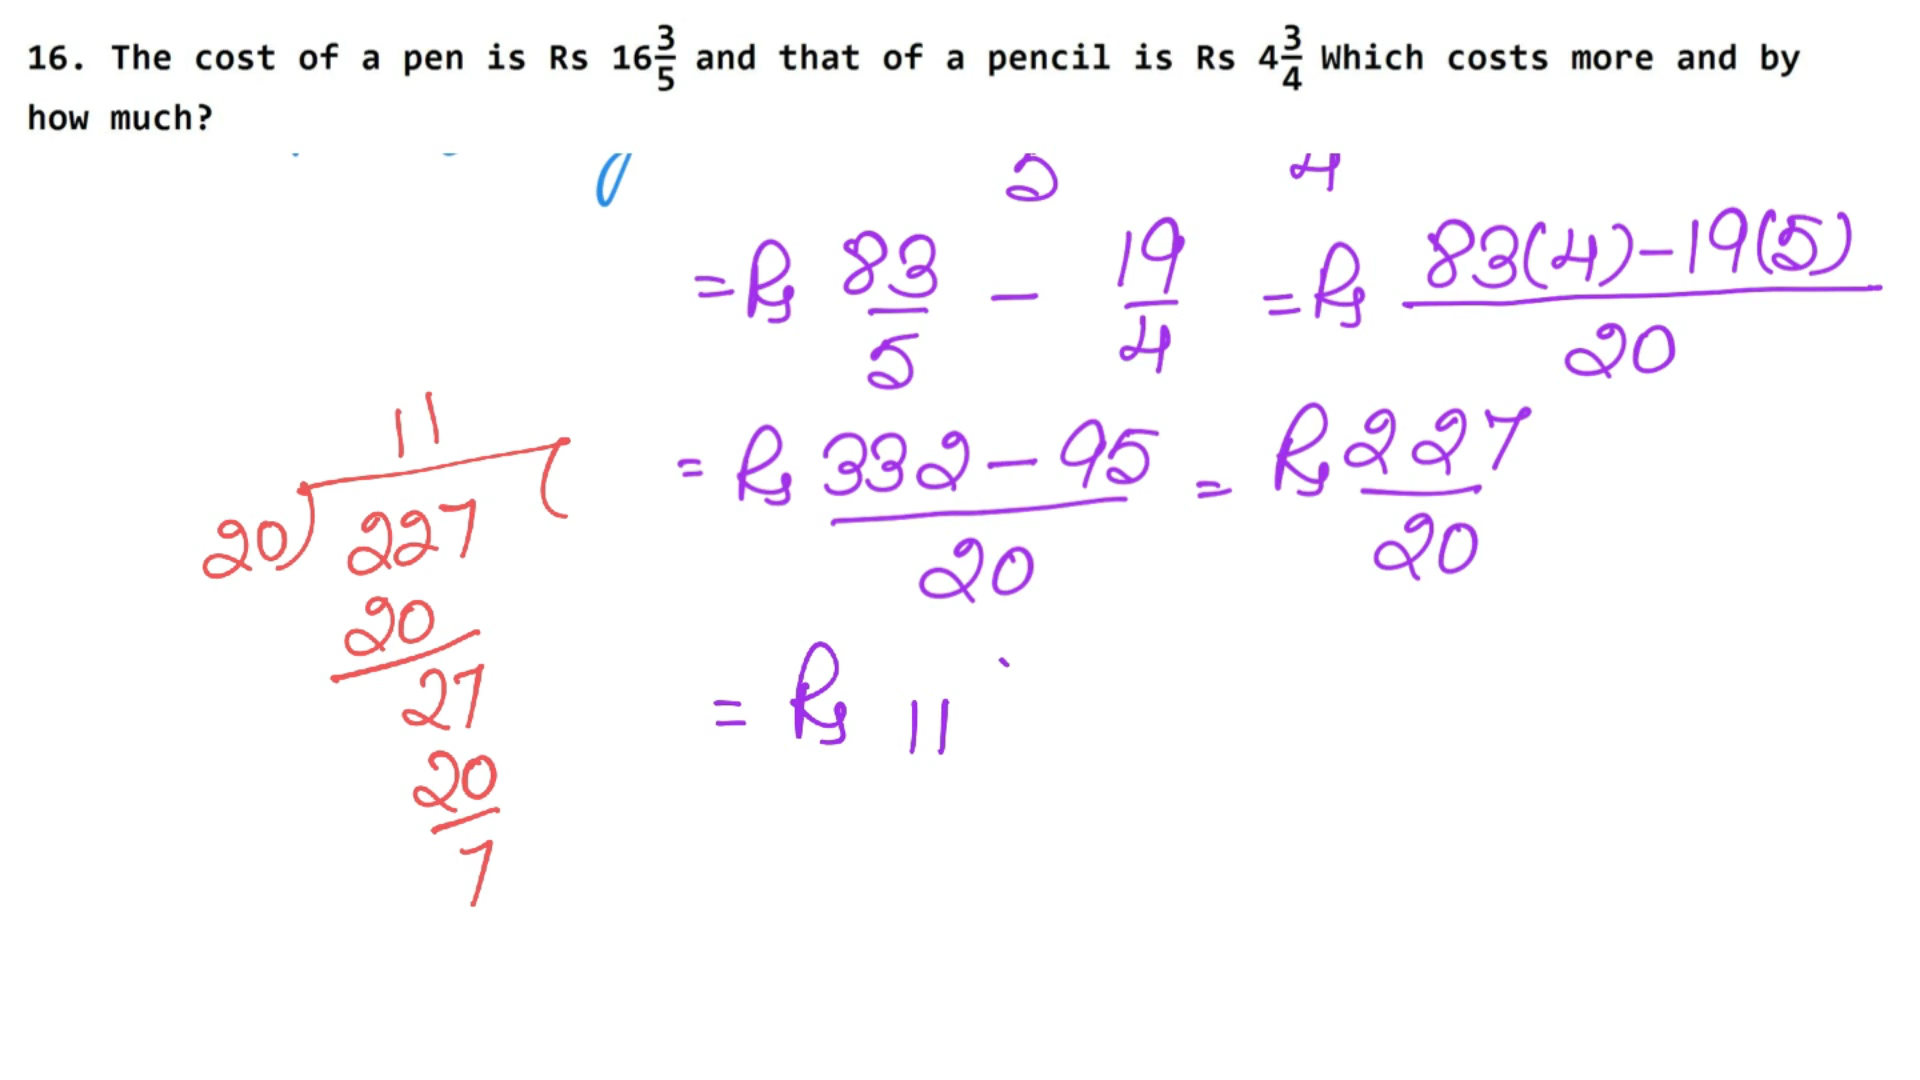 16. The cost of a pen is Rs 16 3/5 and that of a pencil is Rs 4 3/4 Which costs more and by
how much?
5 4
= Rs 83/5 - 19/4 = Rs 83(4)-19(5)/20
= Rs 332-95/20 = Rs 227/20
= Rs 11
11
20) 227 (
20
27
20
7